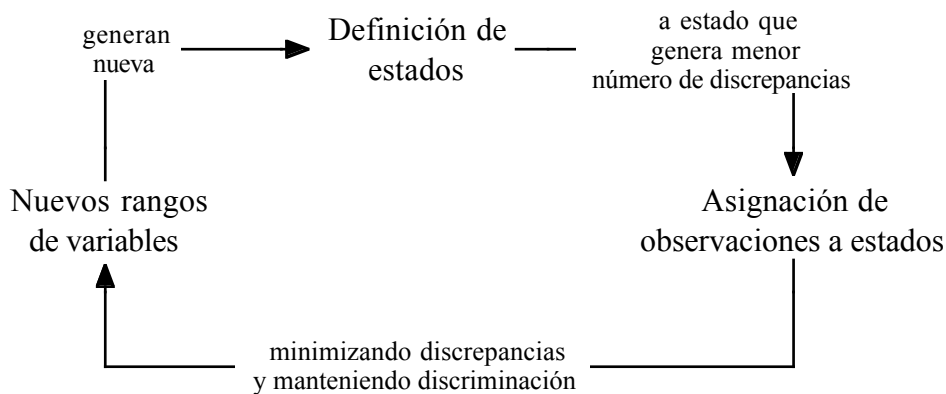 generan
nueva
Definición de
estados
a estado que
genera menor
número de discrepancias
Nuevos rangos
de variables
Asignación de
observaciones a estados
minimizando discrepancias
y manteniendo discriminación